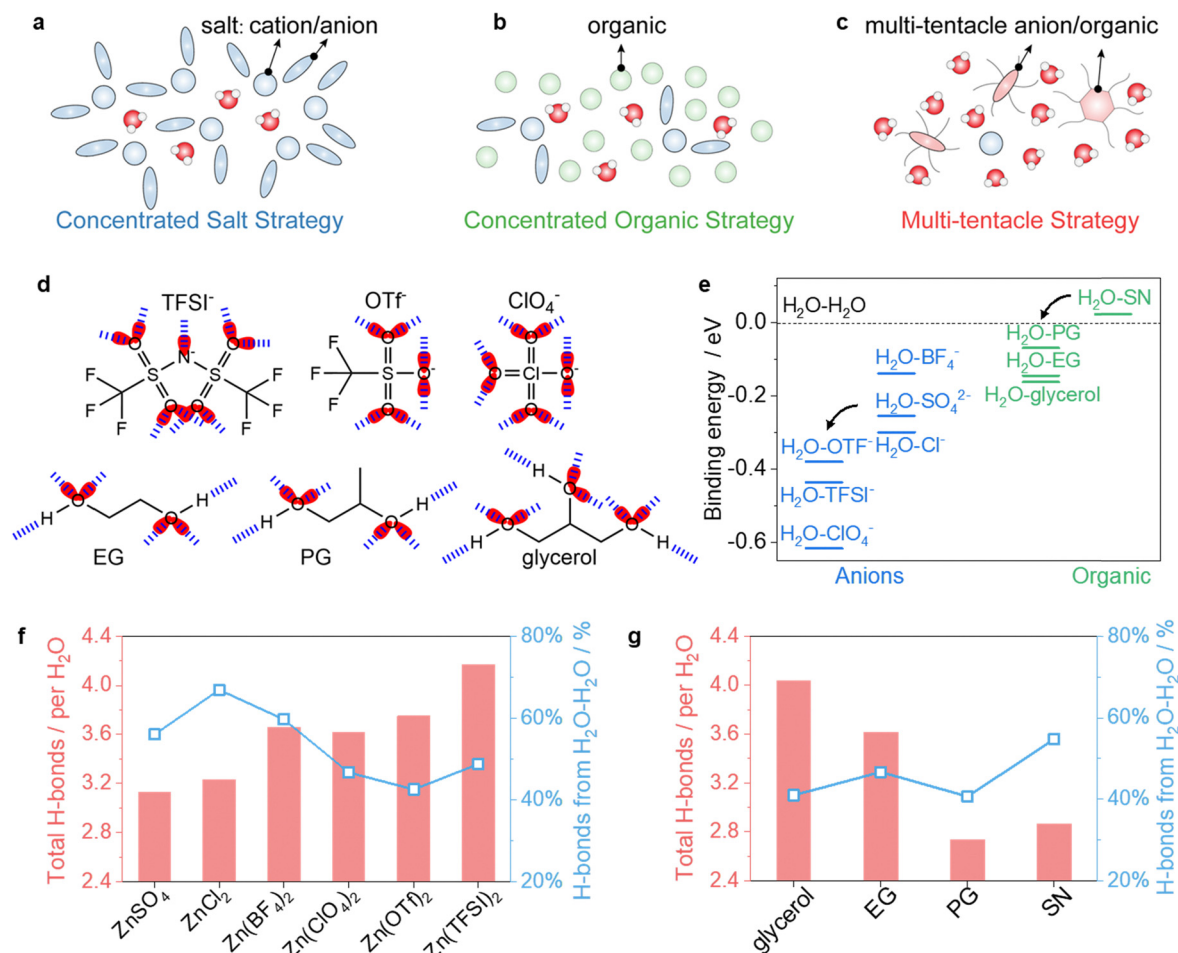 a
salt: cation/anion
Concentrated Salt Strategy
b
organic
Concentrated Organic Strategy
c
multi-tentacle anion/organic
Multi-tentacle Strategy
d
TFSI⁻
O
O
N⁻
S
S
F
F
F
O
O
F
F
F
OTf⁻
O
F
F
F
S
O⁻
O
ClO₄⁻
O
O
Cl
O⁻
O
H
O
O
H
EG
H
O
O
H
PG
H
O
O
O
H
H
glycerol
e
Binding energy / eV
0.0
-0.2
-0.4
-0.6
H₂O-H₂O
H₂O-SN
H₂O-PG
H₂O-BF₄⁻
H₂O-EG
H₂O-glycerol
H₂O-SO₄²⁻
H₂O-OTF⁻
H₂O-Cl⁻
H₂O-TFSI⁻
H₂O-ClO₄⁻
Anions
Organic
f
Total H-bonds / per H₂O
4.4
4.0
3.6
3.2
2.8
2.4
80%
60%
40%
20%
H-bonds from H₂O-H₂O / %
ZnSO₄
ZnCl₂
Zn(BF₄)₂
Zn(ClO₄)₂
Zn(OTf)₂
Zn(TFSI)₂
g
Total H-bonds / per H₂O
4.4
4.0
3.6
3.2
2.8
2.4
80%
60%
40%
20%
H-bonds from H₂O-H₂O / %
glycerol
EG
PG
SN